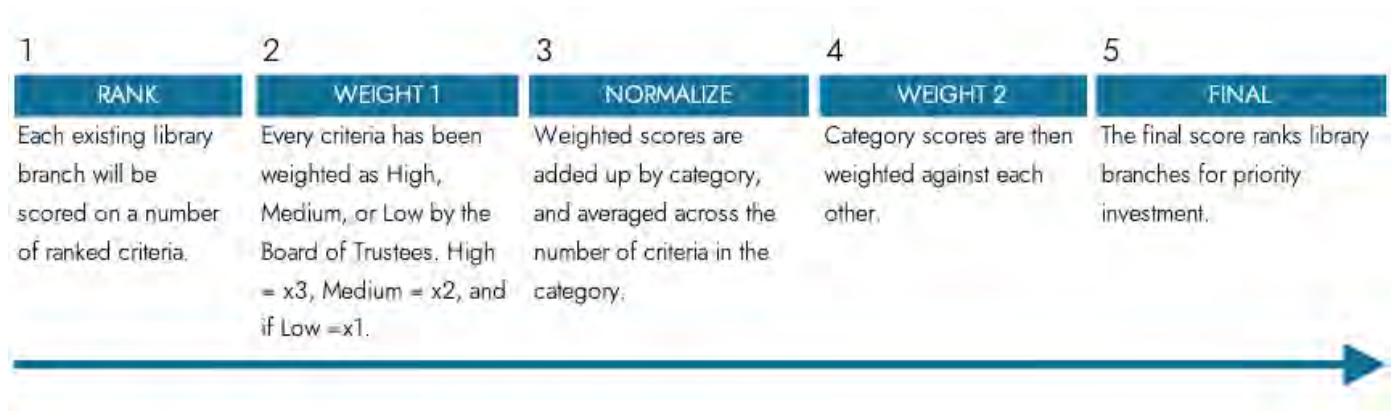 1
RANK
Each existing library
branch will be
scored on a number
of ranked criteria.
2
WEIGHT 1
Every criteria has been
weighted as High,
Medium, or Low by the
Board of Trustees. High
= x3, Medium = x2, and
if Low =x1.
3
NORMALIZE
Weighted scores are
added up by category,
and averaged across the
number of criteria in the
category.
4
WEIGHT 2
Category scores are then
weighted against each
other.
5
FINAL
The final score ranks library
branches for priority
investment.